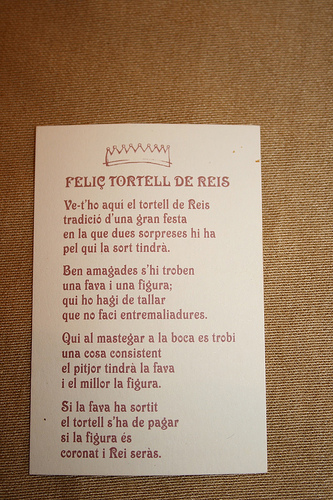 FELIÇ TORTELL DE REIS
Ve-t'ho aquí el tortell de Reis
tradició d'una gran festa
en la que dues sorpreses hi ha
pel qui la sort tindrà.
Ben amagades s'hi troben
una fava i una figura;
qui ho hagi de tallar
que no faci entremaliadures.
Qui al mastegar a la boca es trobi
una cosa consistent
el pitjor tindrà la fava
i el millor la figura.
Si la fava ha sortit
el tortell s'ha de pagar
si la figura és
coronat i Rei seràs.